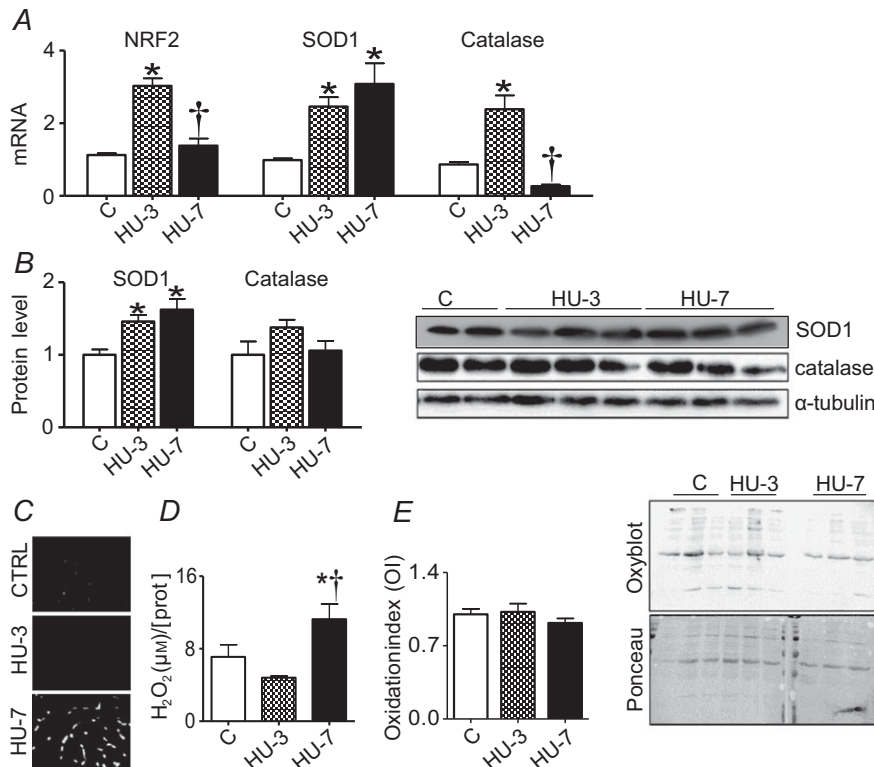 A
NRF2 SOD1 Catalase
mRNA
4
2
0
* † * * * †
C HU-3 HU-7 C HU-3 HU-7 C HU-3 HU-7
B
SOD1 Catalase
Protein level
2
1
0
* *
C HU-3 HU-7 C HU-3 HU-7
C HU-3 HU-7
SOD1
catalase
α-tubulin
C
CTRL
HU-3
HU-7
D
H₂O₂(µM)/[prot]
16
8
0
*†
C HU-3 HU-7
E
Oxidationindex (OI)
1.4
0.7
0.0
C HU-3 HU-7
C HU-3 HU-7
Oxyblot
Ponceau